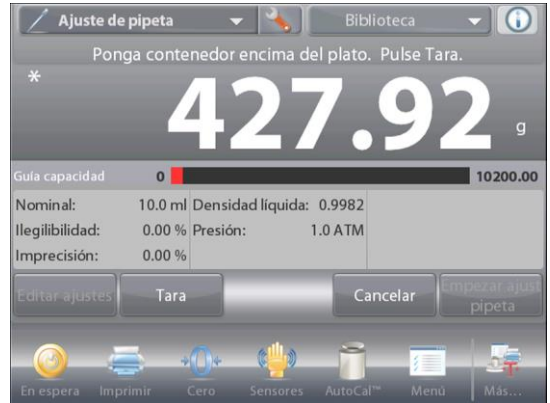 Ajuste de pipeta
Biblioteca
Ponga contenedor encima del plato. Pulse Tara.
*
427.92 g
Guía capacidad 0 10200.00
Nominal: 10.0 ml Densidad líquida: 0.9982
Ilegibilidad: 0.00 % Presión: 1.0 ATM
Imprecisión: 0.00 %
Editar ajustes
Tara
Cancelar
Empezar ajust
pipeta
En espera
Imprimir
Cero
Sensores
AutoCal™
Menú
Más...